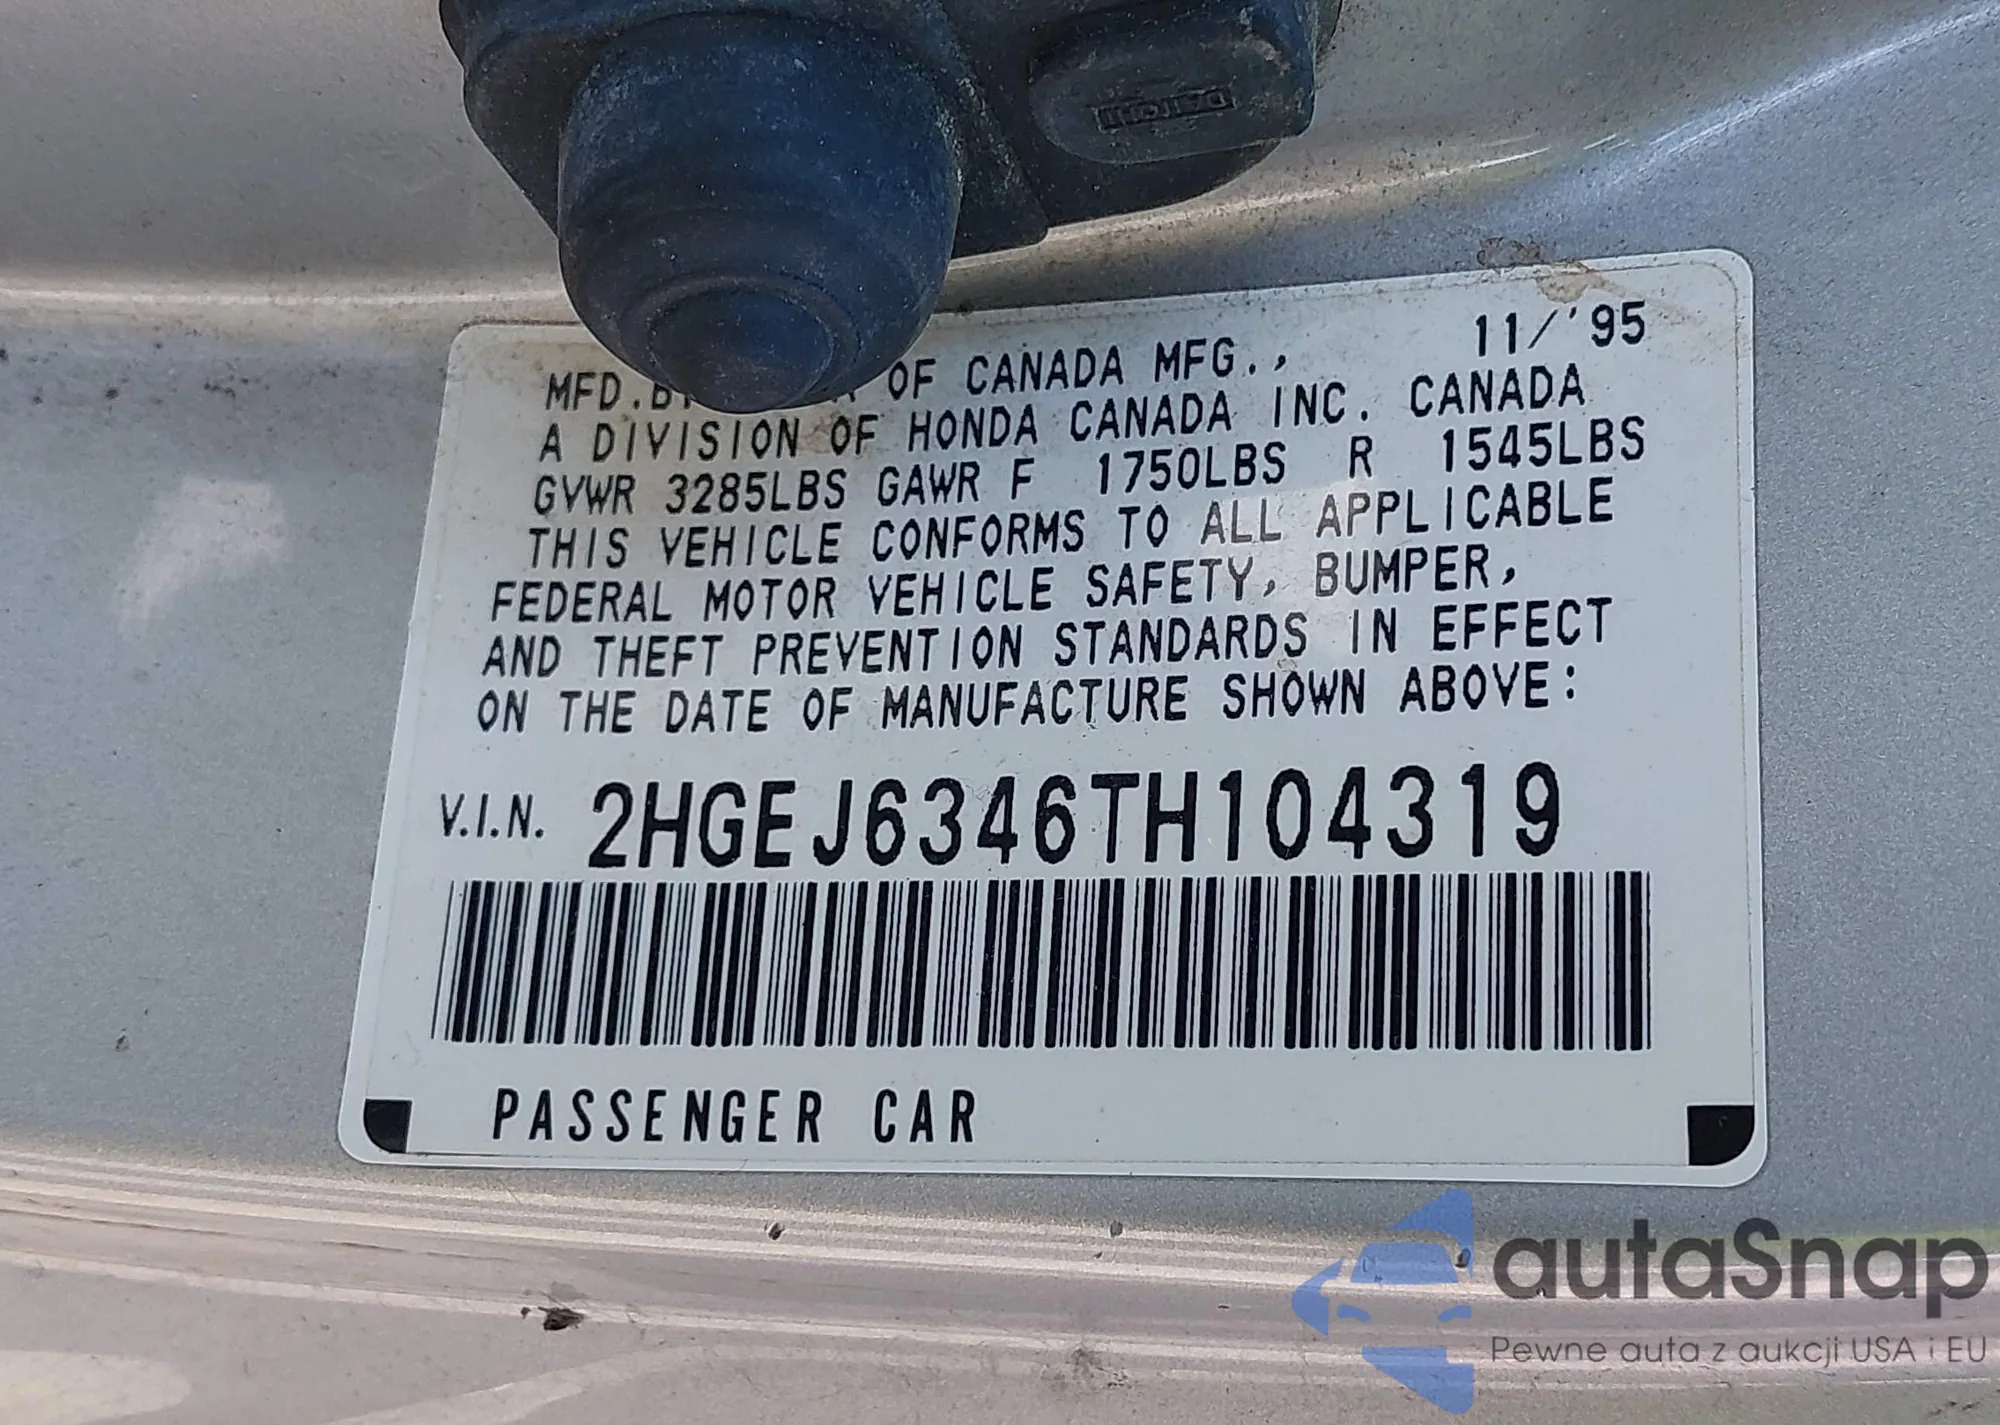 DAIICHI
11/'95
MFD. OF CANADA MFG.,
A DIVISION OF HONDA CANADA INC. CANADA
GVWR 3285LBS GAWR F 1750LBS R 1545LBS
THIS VEHICLE CONFORMS TO ALL APPLICABLE
FEDERAL MOTOR VEHICLE SAFETY, BUMPER,
AND THEFT PREVENTION STANDARDS IN EFFECT
ON THE DATE OF MANUFACTURE SHOWN ABOVE:
V.I.N. 2HGEJ6346TH104319
PASSENGER CAR
autaSnap
Pewne auta z aukcji USA i EU